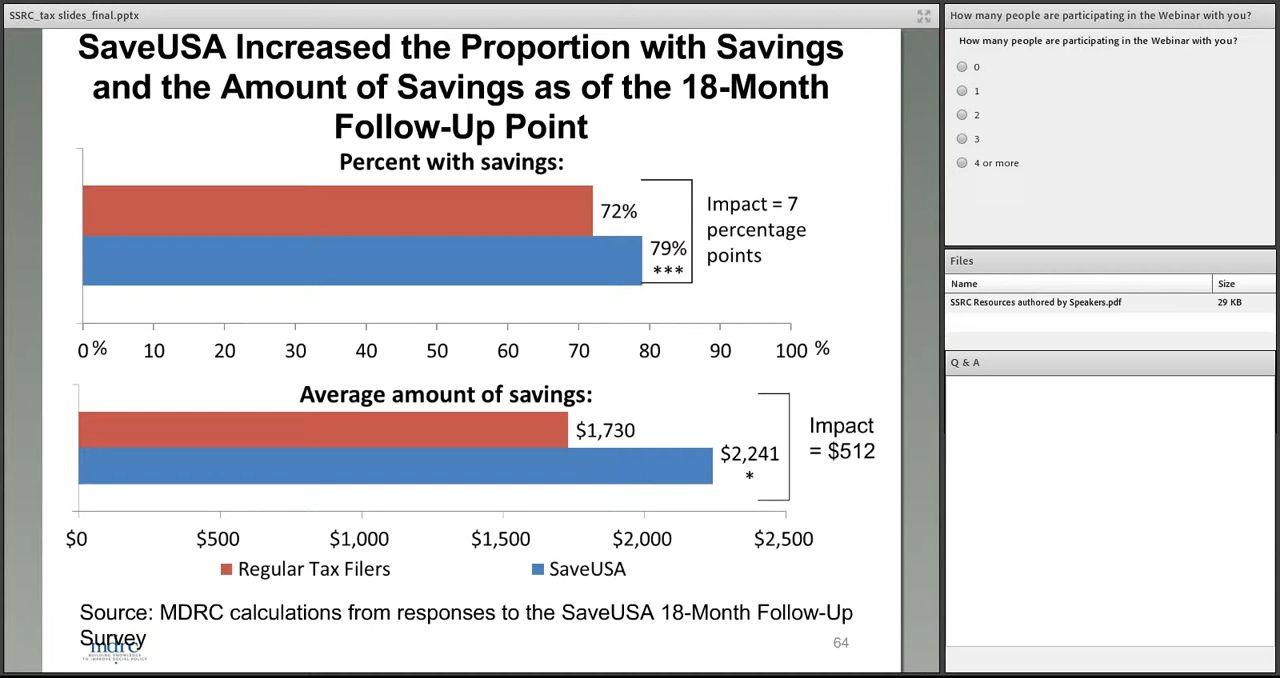 SSRC_tax slides_final.pptx
SaveUSA Increased the Proportion with Savings
and the Amount of Savings as of the 18-Month
Follow-Up Point
Percent with savings:
72%
79%
***
Impact = 7
percentage
points
0% 10 20 30 40 50 60 70 80 90 100 %
Average amount of savings:
$1,730
$2,241
*
Impact
= $512
$0 $500 $1,000 $1,500 $2,000 $2,500
Regular Tax Filers SaveUSA
Source: MDRC calculations from responses to the SaveUSA 18-Month Follow-Up
Survey
mdrc
BUILDING KNOWLEDGE
TO IMPROVE SOCIAL POLICY
64
How many people are participating in the Webinar with you?
How many people are participating in the Webinar with you?
0
1
2
3
4 or more
Files
Name Size
SSRC Resources authored by Speakers.pdf 29 KB
Q & A